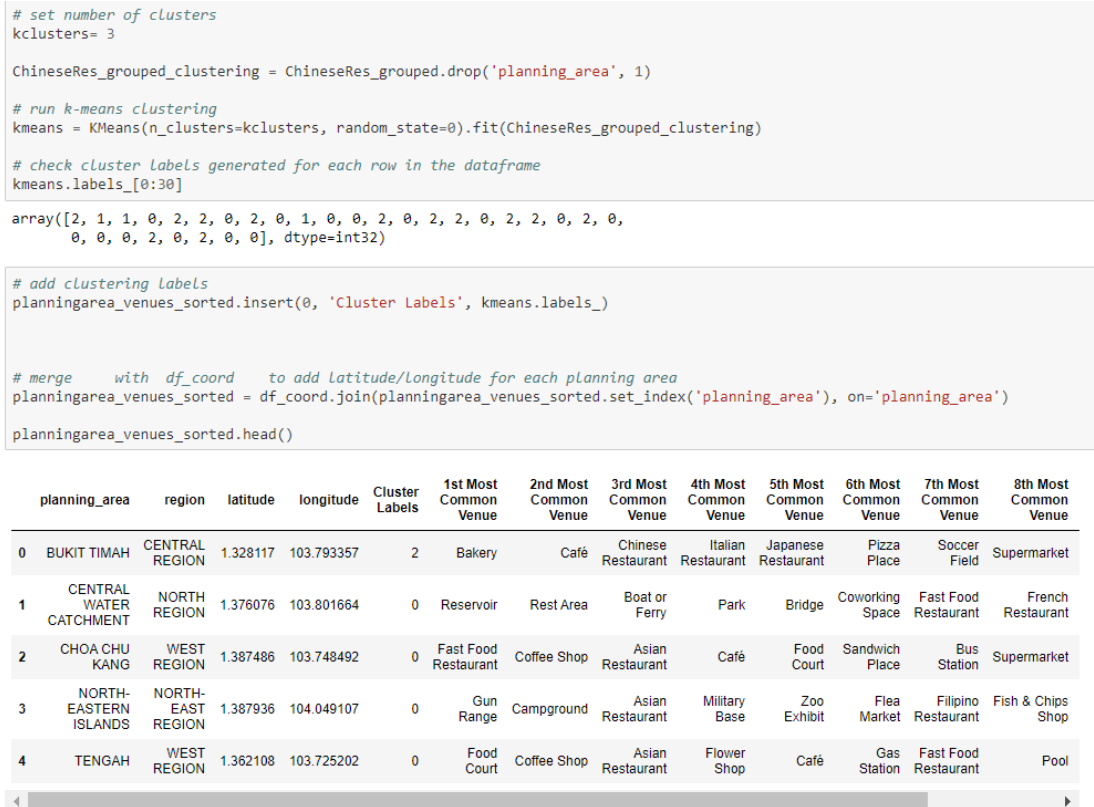 # set number of clusters
kclusters= 3
ChineseRes_grouped_clustering = ChineseRes_grouped.drop('planning_area', 1)
# run k-means clustering
kmeans = KMeans(n_clusters=kclusters, random_state=0).fit(ChineseRes_grouped_clustering)
# check cluster labels generated for each row in the dataframe
kmeans.labels_[0:30]
array([2, 1, 1, 0, 2, 2, 0, 2, 0, 1, 0, 0, 2, 0, 2, 2, 0, 2, 2, 0, 2, 0,
       0, 0, 0, 2, 0, 2, 0, 0], dtype=int32)
# add clustering labels
planningarea_venues_sorted.insert(0, 'Cluster Labels', kmeans.labels_)
# merge     with  df_coord    to add latitude/longitude for each planning area
planningarea_venues_sorted = df_coord.join(planningarea_venues_sorted.set_index('planning_area'), on='planning_area')
planningarea_venues_sorted.head()
planning_area region latitude longitude Cluster Labels 1st Most Common Venue 2nd Most Common Venue 3rd Most Common Venue 4th Most Common Venue 5th Most Common Venue 6th Most Common Venue 7th Most Common Venue 8th Most Common Venue
0 BUKIT TIMAH CENTRAL REGION 1.328117 103.793357 2 Bakery Café Chinese Restaurant Italian Restaurant Japanese Restaurant Pizza Place Soccer Field Supermarket
1 CENTRAL WATER CATCHMENT NORTH REGION 1.376076 103.801664 0 Reservoir Rest Area Boat or Ferry Park Bridge Coworking Space Fast Food Restaurant French Restaurant
2 CHOA CHU KANG WEST REGION 1.387486 103.748492 0 Fast Food Restaurant Coffee Shop Asian Restaurant Café Food Court Sandwich Place Bus Station Supermarket
3 NORTH-EASTERN ISLANDS NORTH-EAST REGION 1.387936 104.049107 0 Gun Range Campground Asian Restaurant Military Base Zoo Exhibit Flea Market Filipino Restaurant Fish & Chips Shop
4 TENGAH WEST REGION 1.362108 103.725202 0 Food Court Coffee Shop Asian Restaurant Flower Shop Café Gas Station Fast Food Restaurant Pool